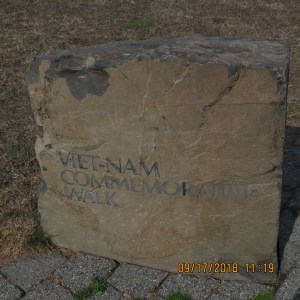 VIET-NAM
COMMEMORATIVE
WALK
09/17/2018 11:19